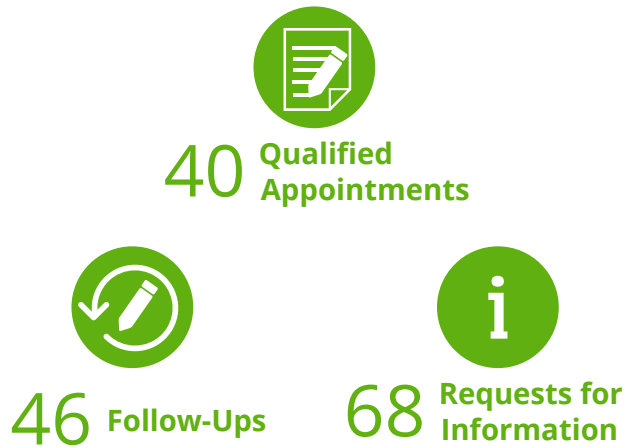 40 Qualified
Appointments
46 Follow-Ups
68 Requests for
Information